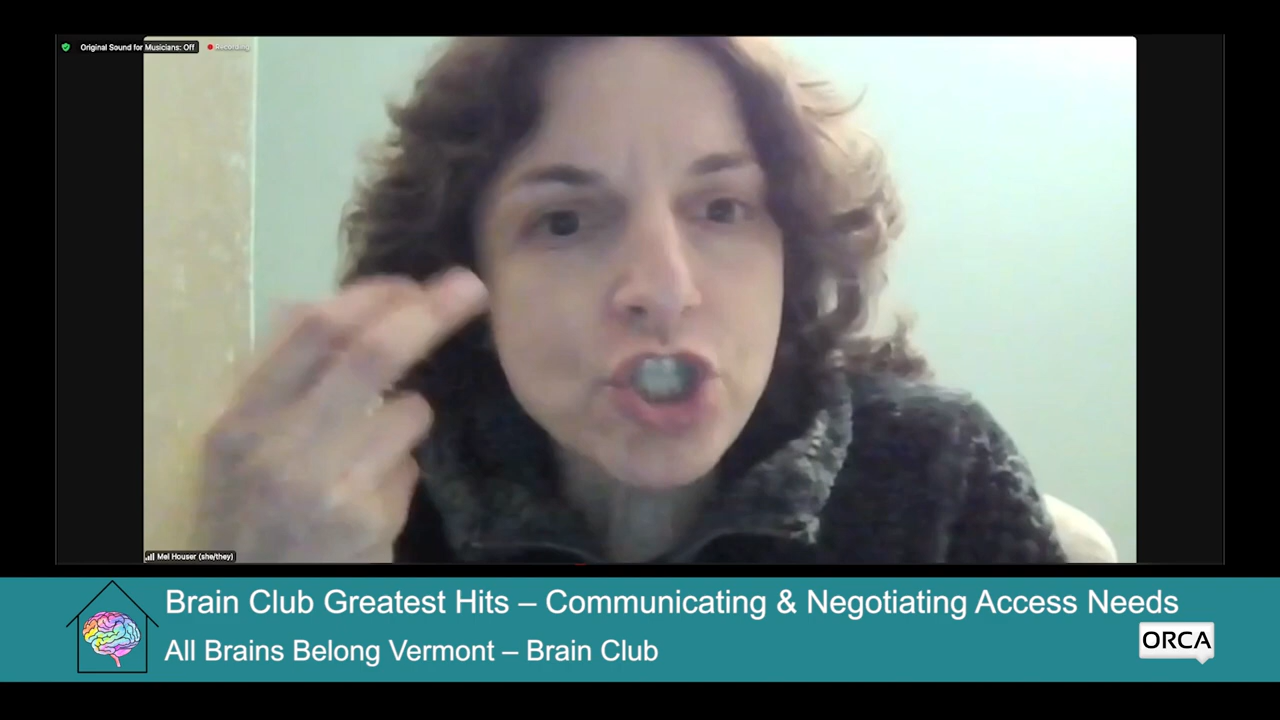 Original Sound for Musicians: Off
Recording
Mel Houser (she/they)
Brain Club Greatest Hits – Communicating & Negotiating Access Needs
All Brains Belong Vermont – Brain Club
ORCA